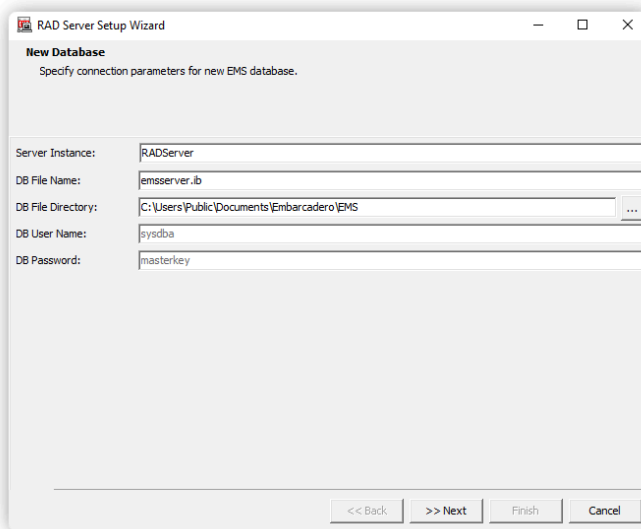 RAD Server Setup Wizard
New Database
Specify connection parameters for new EMS database.
Server Instance: RADServer
DB File Name: emsserver.ib
DB File Directory: C:\Users\Public\Documents\Embarcadero\EMS ...
DB User Name: sysdba
DB Password: masterkey
<< Back >> Next Finish Cancel